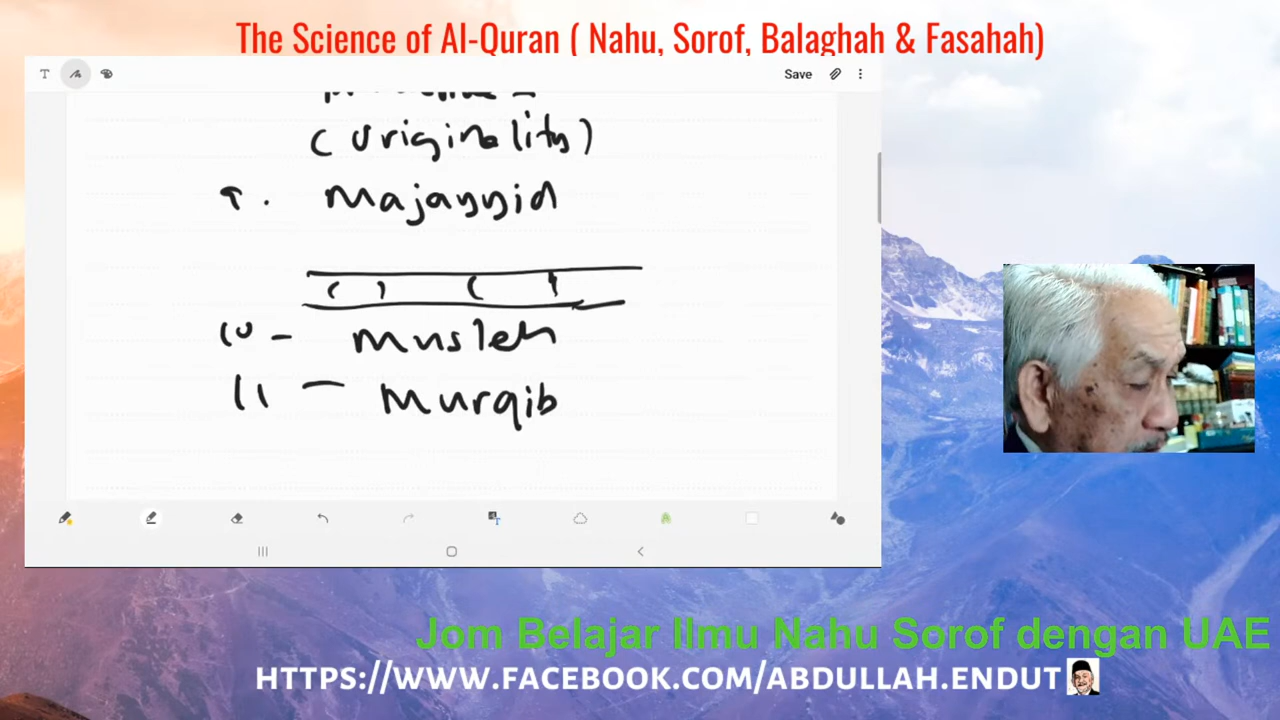 The Science of Al-Quran ( Nahu, Sorof, Balaghah & Fasahah)
T Save
(Originality)
9. Majayyid
10 - Musleh
11 - Murqib
Jom Belajar Ilmu Nahu Sorof dengan UAE
HTTPS://WWW.FACEBOOK.COM/ABDULLAH.ENDUT